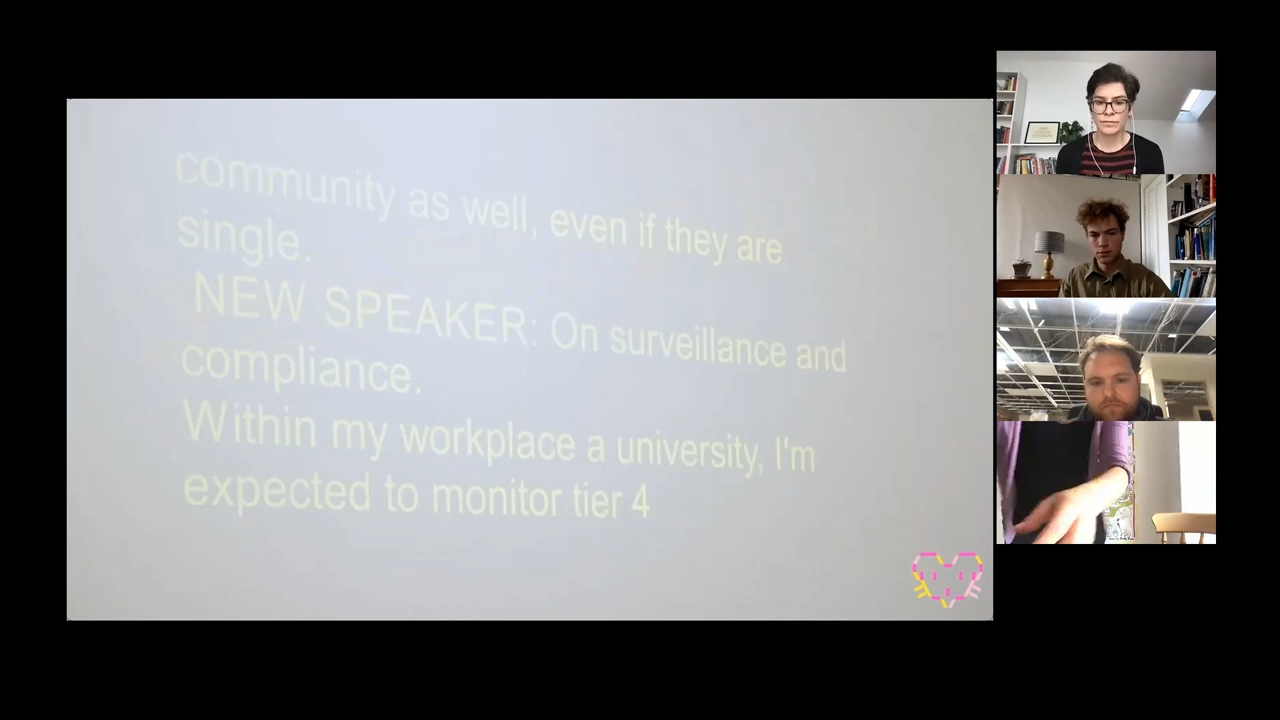 community as well, even if they are
single.
NEW SPEAKER: On surveillance and
compliance.
Within my workplace a university, I'm
expected to monitor tier 4